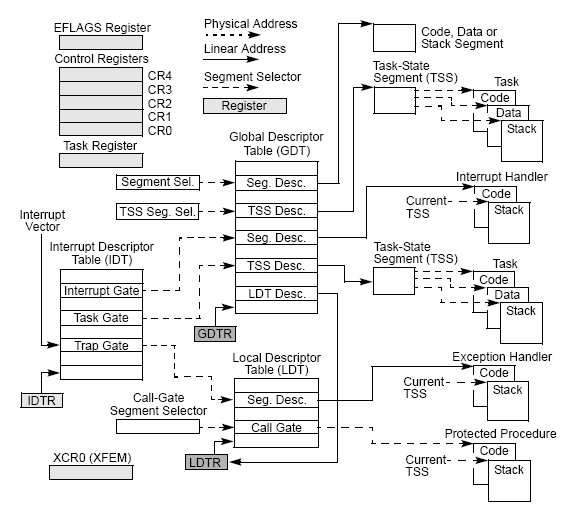 EFLAGS Register
Control Registers
CR4
CR3
CR2
CR1
CR0
Task Register
Physical Address
Linear Address
Segment Selector
Register
Code, Data or
Stack Segment
Task-State
Segment (TSS)
Task
Code
Data
Stack
Global Descriptor
Table (GDT)
Segment Sel.
Seg. Desc.
TSS Seg. Sel.
TSS Desc.
Seg. Desc.
TSS Desc.
LDT Desc.
GDTR
Interrupt Handler
Code
Current
TSS
Stack
Interrupt
Vector
Interrupt Descriptor
Table (IDT)
Interrupt Gate
Task Gate
Trap Gate
IDTR
Task-State
Segment (TSS)
Task
Code
Data
Stack
Local Descriptor
Table (LDT)
Seg. Desc.
Call Gate
LDTR
Call-Gate
Segment Selector
Exception Handler
Code
Current
TSS
Stack
Protected Procedure
Code
Current
TSS
Stack
XCR0 (XFEM)